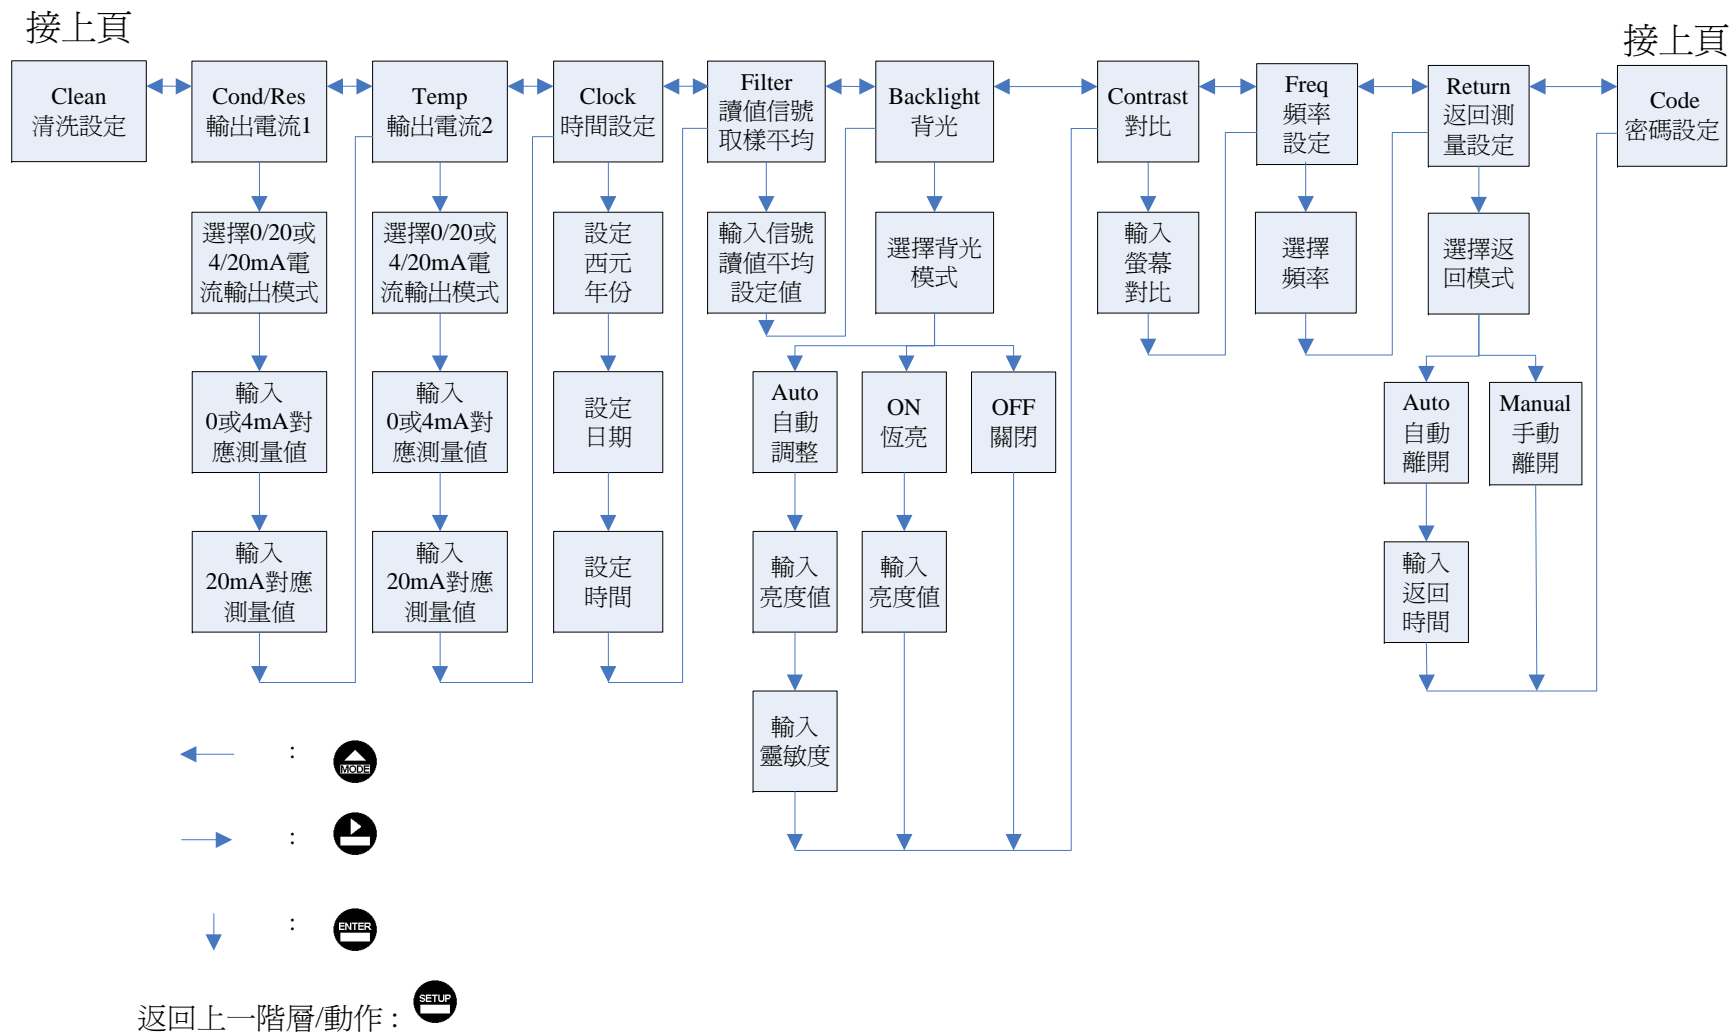 接上頁
接上頁
Clean
清洗設定
Cond/Res
輸出電流1
Temp
輸出電流2
Clock
時間設定
Filter
讀值信號
取樣平均
Backlight
背光
Contrast
對比
Freq
頻率
設定
Return
返回測
量設定
Code
密碼設定
選擇0/20或
4/20mA電
流輸出模式
選擇0/20或
4/20mA電
流輸出模式
設定
西元
年份
輸入信號
讀值平均
設定值
選擇背光
模式
輸入
螢幕
對比
選擇
頻率
選擇返
回模式
輸入
0或4mA對
應測量值
輸入
0或4mA對
應測量值
設定
日期
Auto
自動
調整
ON
恆亮
OFF
關閉
Auto
自動
離開
Manual
手動
離開
輸入
20mA對應
測量值
輸入
20mA對應
測量值
設定
時間
輸入
亮度值
輸入
亮度值
輸入
返回
時間
輸入
靈敏度
: MODE
:
: ENTER
返回上一階層/動作 : SETUP